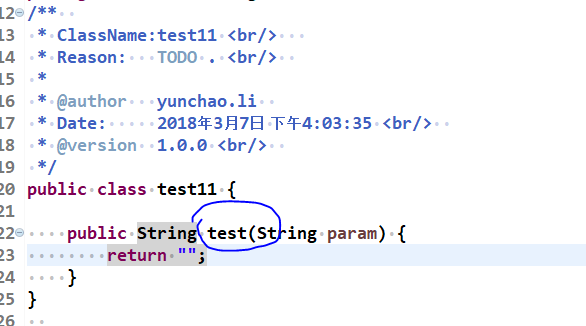 12 /**
13  * ClassName:test11 <br/>
14  * Reason:   TODO . <br/>
15  *
16  * @author   yunchao.li
17  * Date:     2018年3月7日 下午4:03:35 <br/>
18  * @version  1.0.0 <br/>
19  */
20 public class test11 {
21
22     public String test(String param) {
23         return "";
24     }
25 }
26